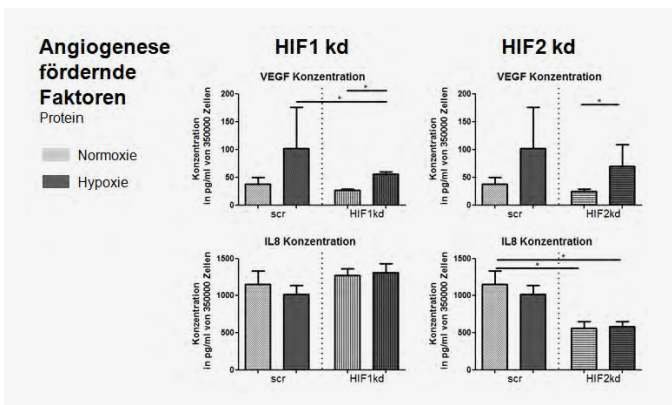 Angiogenese
fördernde
Faktoren
Protein
Normoxie
Hypoxie
HIF1 kd
VEGF Konzentration
Konzentration
in pg/ml von 350000 Zellen
200
150
100
50
0
*
*
scr
HIF1kd
IL8 Konzentration
Konzentration
in pg/ml von 350000 Zellen
1500
1000
500
0
scr
HIF1kd
HIF2 kd
VEGF Konzentration
Konzentration
in pg/ml von 350000 Zellen
200
150
100
50
0
*
scr
HIF2kd
IL8 Konzentration
Konzentration
in pg/ml von 350000 Zellen
1500
1000
500
0
*
*
scr
HIF2kd